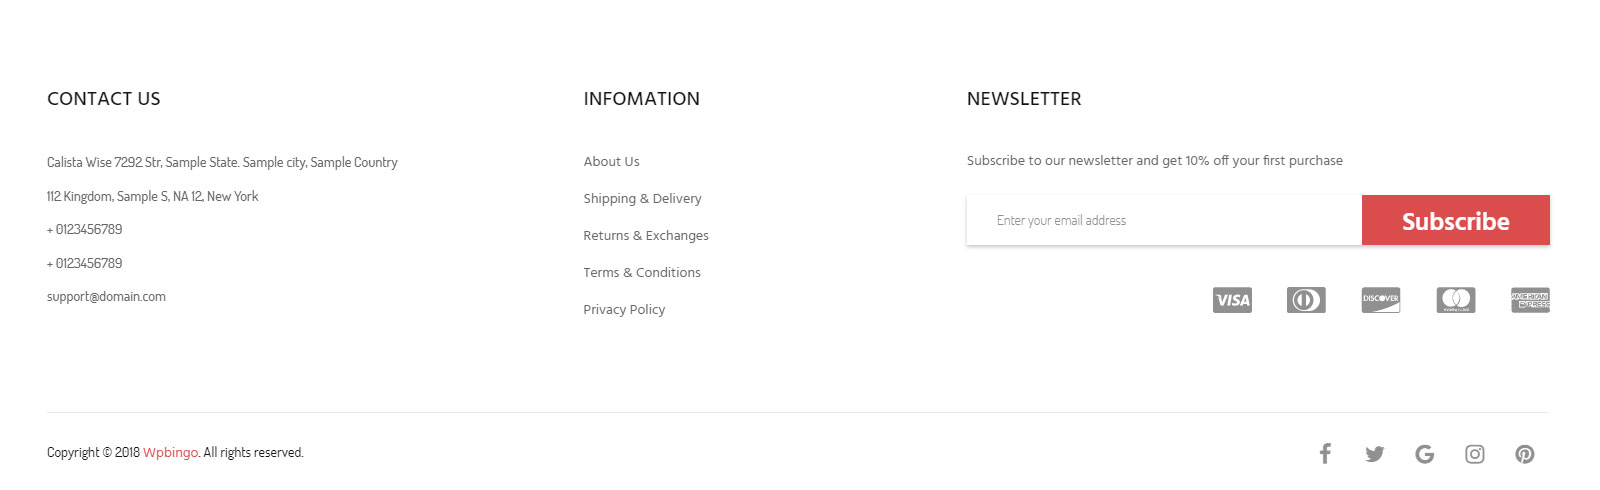 CONTACT US
Calista Wise 7292 Str, Sample State. Sample city, Sample Country
112 Kingdom, Sample S, NA 12, New York
+ 0123456789
+ 0123456789
support@domain.com
INFOMATION
About Us
Shipping & Delivery
Returns & Exchanges
Terms & Conditions
Privacy Policy
NEWSLETTER
Subscribe to our newsletter and get 10% off your first purchase
Enter your email address
Subscribe
VISA
DISCOVER
AMERICAN
EXPRESS
Copyright © 2018 Wpbingo. All rights reserved.